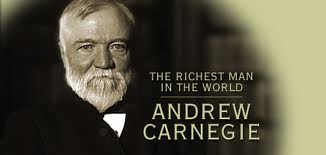 THE RICHEST MAN
IN THE WORLD
ANDREW
CARNEGIE